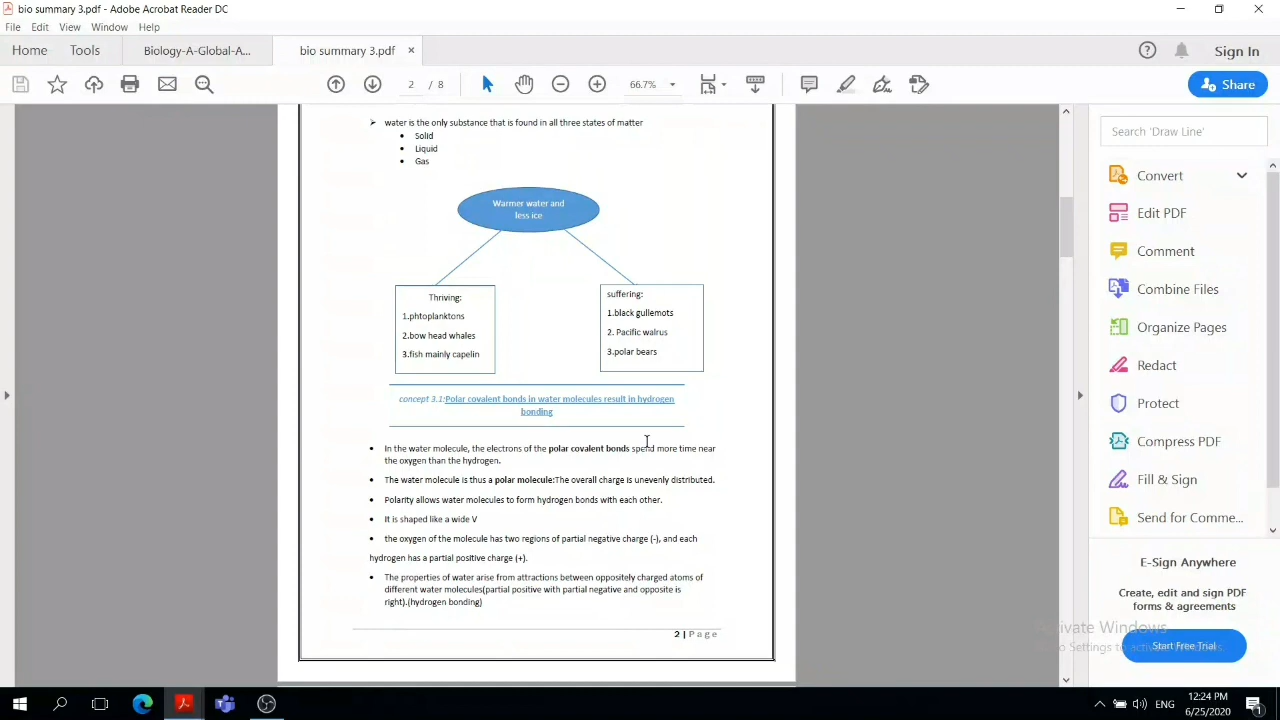 bio summary 3.pdf - Adobe Acrobat Reader DC
File Edit View Window Help
Home Tools Biology-A-Global-A... bio summary 3.pdf × Sign In
2 / 8 66.7% Share
water is the only substance that is found in all three states of matter
Solid
Liquid
Gas
Warmer water and
less ice
Thriving:
1.phtoplanktons
2.bow head whales
3.fish mainly capelin
suffering:
1.black gullemots
2. Pacific walrus
3.polar bears
concept 3.1:Polar covalent bonds in water molecules result in hydrogen
bonding
In the water molecule, the electrons of the polar covalent bonds spend more time near
the oxygen than the hydrogen.
The water molecule is thus a polar molecule:The overall charge is unevenly distributed.
Polarity allows water molecules to form hydrogen bonds with each other.
It is shaped like a wide V
the oxygen of the molecule has two regions of partial negative charge (-), and each
hydrogen has a partial positive charge (+).
The properties of water arise from attractions between oppositely charged atoms of
different water molecules(partial positive with partial negative and opposite is
right).(hydrogen bonding)
2 | P a g e
Search 'Draw Line'
Convert
Edit PDF
Comment
Combine Files
Organize Pages
Redact
Protect
Compress PDF
Fill & Sign
Send for Comme...
E-Sign Anywhere
Create, edit and sign PDF
forms & agreements
Activate Windows
Go to Settings to activate Windows.
Start Free Trial
ENG 12:24 PM
6/25/2020